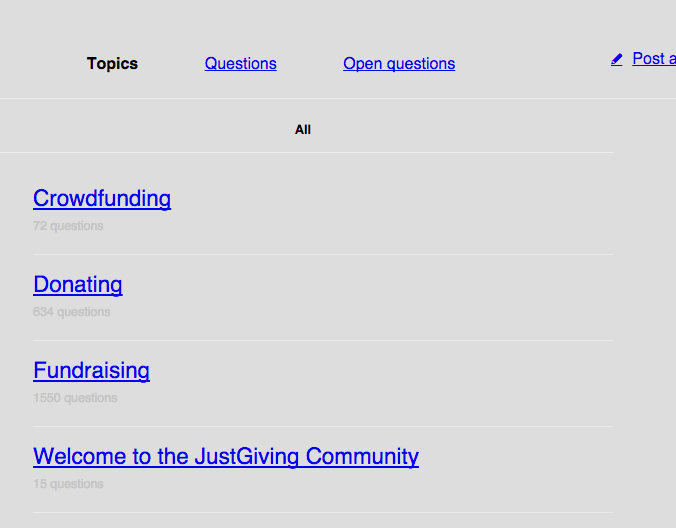 Topics Questions Open questions Post a
All
Crowdfunding
72 questions
Donating
634 questions
Fundraising
1550 questions
Welcome to the JustGiving Community
15 questions